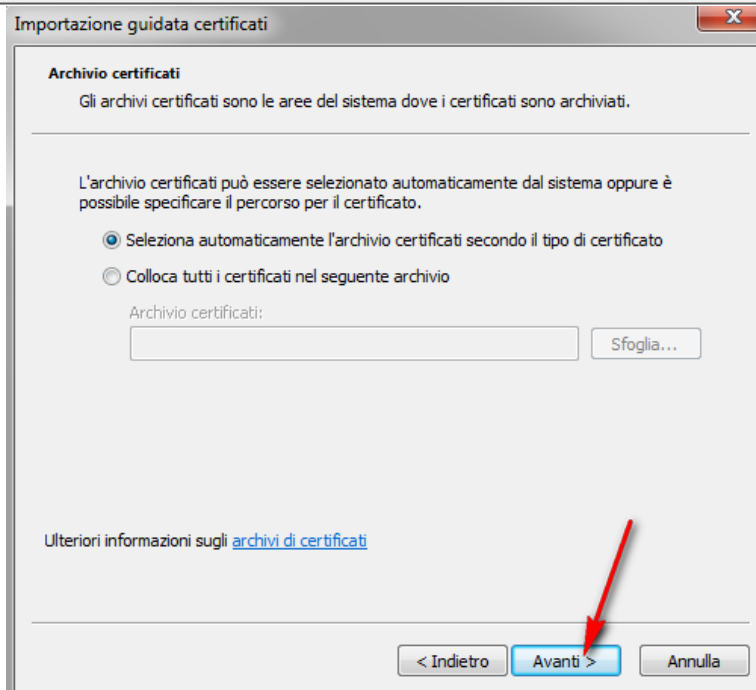 Importazione guidata certificati
Archivio certificati
Gli archivi certificati sono le aree del sistema dove i certificati sono archiviati.
L'archivio certificati può essere selezionato automaticamente dal sistema oppure è
possibile specificare il percorso per il certificato.
Seleziona automaticamente l'archivio certificati secondo il tipo di certificato
Colloca tutti i certificati nel seguente archivio
Archivio certificati:
Sfoglia...
Ulteriori informazioni sugli archivi di certificati
< Indietro Avanti > Annulla